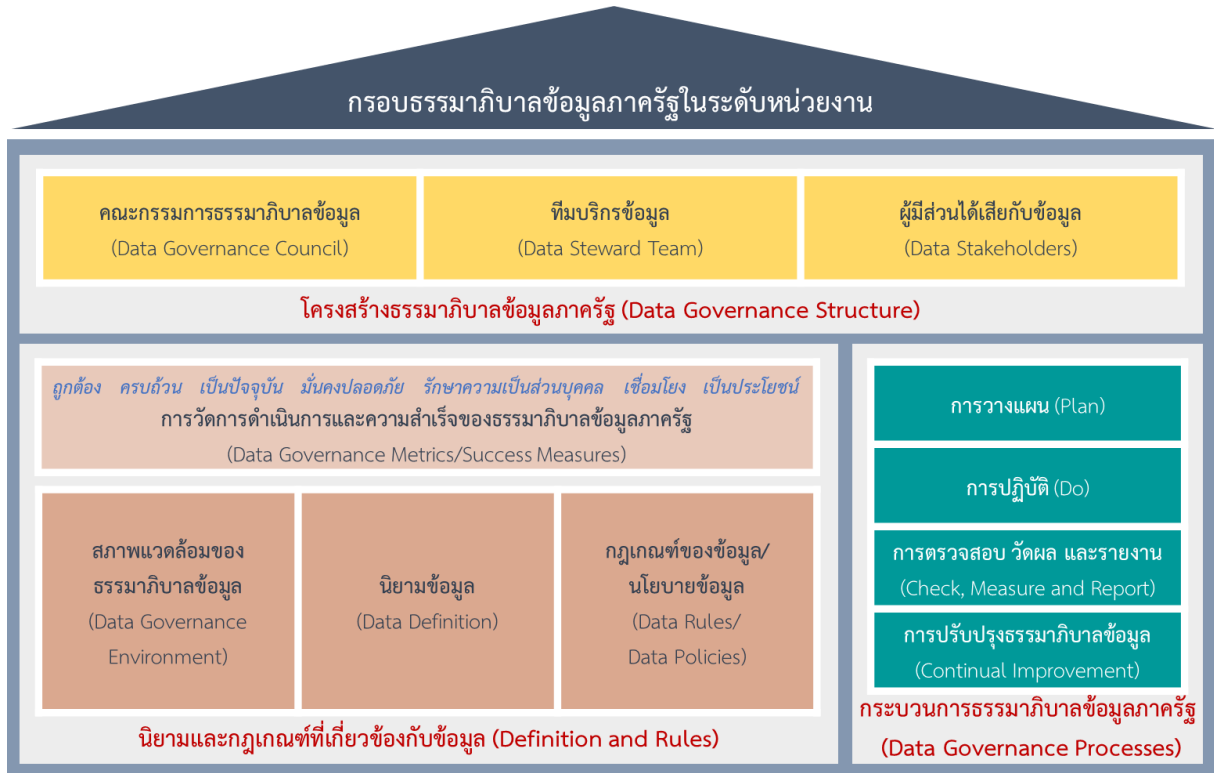 กรอบธรรมาภิบาลข้อมูลภาครัฐในระดับหน่วยงาน
คณะกรรมการธรรมาภิบาลข้อมูล
(Data Governance Council)
ทีมบริกรข้อมูล
(Data Steward Team)
ผู้มีส่วนได้เสียกับข้อมูล
(Data Stakeholders)
โครงสร้างธรรมาภิบาลข้อมูลภาครัฐ (Data Governance Structure)
ถูกต้อง ครบถ้วน เป็นปัจจุบัน มั่นคงปลอดภัย รักษาความเป็นส่วนบุคคล เชื่อมโยง เป็นประโยชน์
การวัดการดำเนินการและความสำเร็จของธรรมาภิบาลข้อมูลภาครัฐ
(Data Governance Metrics/Success Measures)
สภาพแวดล้อมของ
ธรรมาภิบาลข้อมูล
(Data Governance
Environment)
นิยามข้อมูล
(Data Definition)
กฎเกณฑ์ของข้อมูล/
นโยบายข้อมูล
(Data Rules/
Data Policies)
นิยามและกฎเกณฑ์ที่เกี่ยวข้องกับข้อมูล (Definition and Rules)
การวางแผน (Plan)
การปฏิบัติ (Do)
การตรวจสอบ วัดผล และรายงาน
(Check, Measure and Report)
การปรับปรุงธรรมาภิบาลข้อมูล
(Continual Improvement)
กระบวนการธรรมาภิบาลข้อมูลภาครัฐ
(Data Governance Processes)